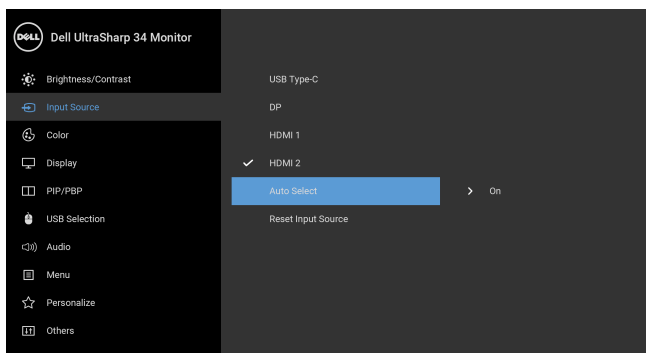 DELL Dell UltraSharp 34 Monitor
Brightness/Contrast
Input Source
Color
Display
PIP/PBP
USB Selection
Audio
Menu
Personalize
Others
USB Type-C
DP
HDMI 1
HDMI 2
Auto Select On
Reset Input Source